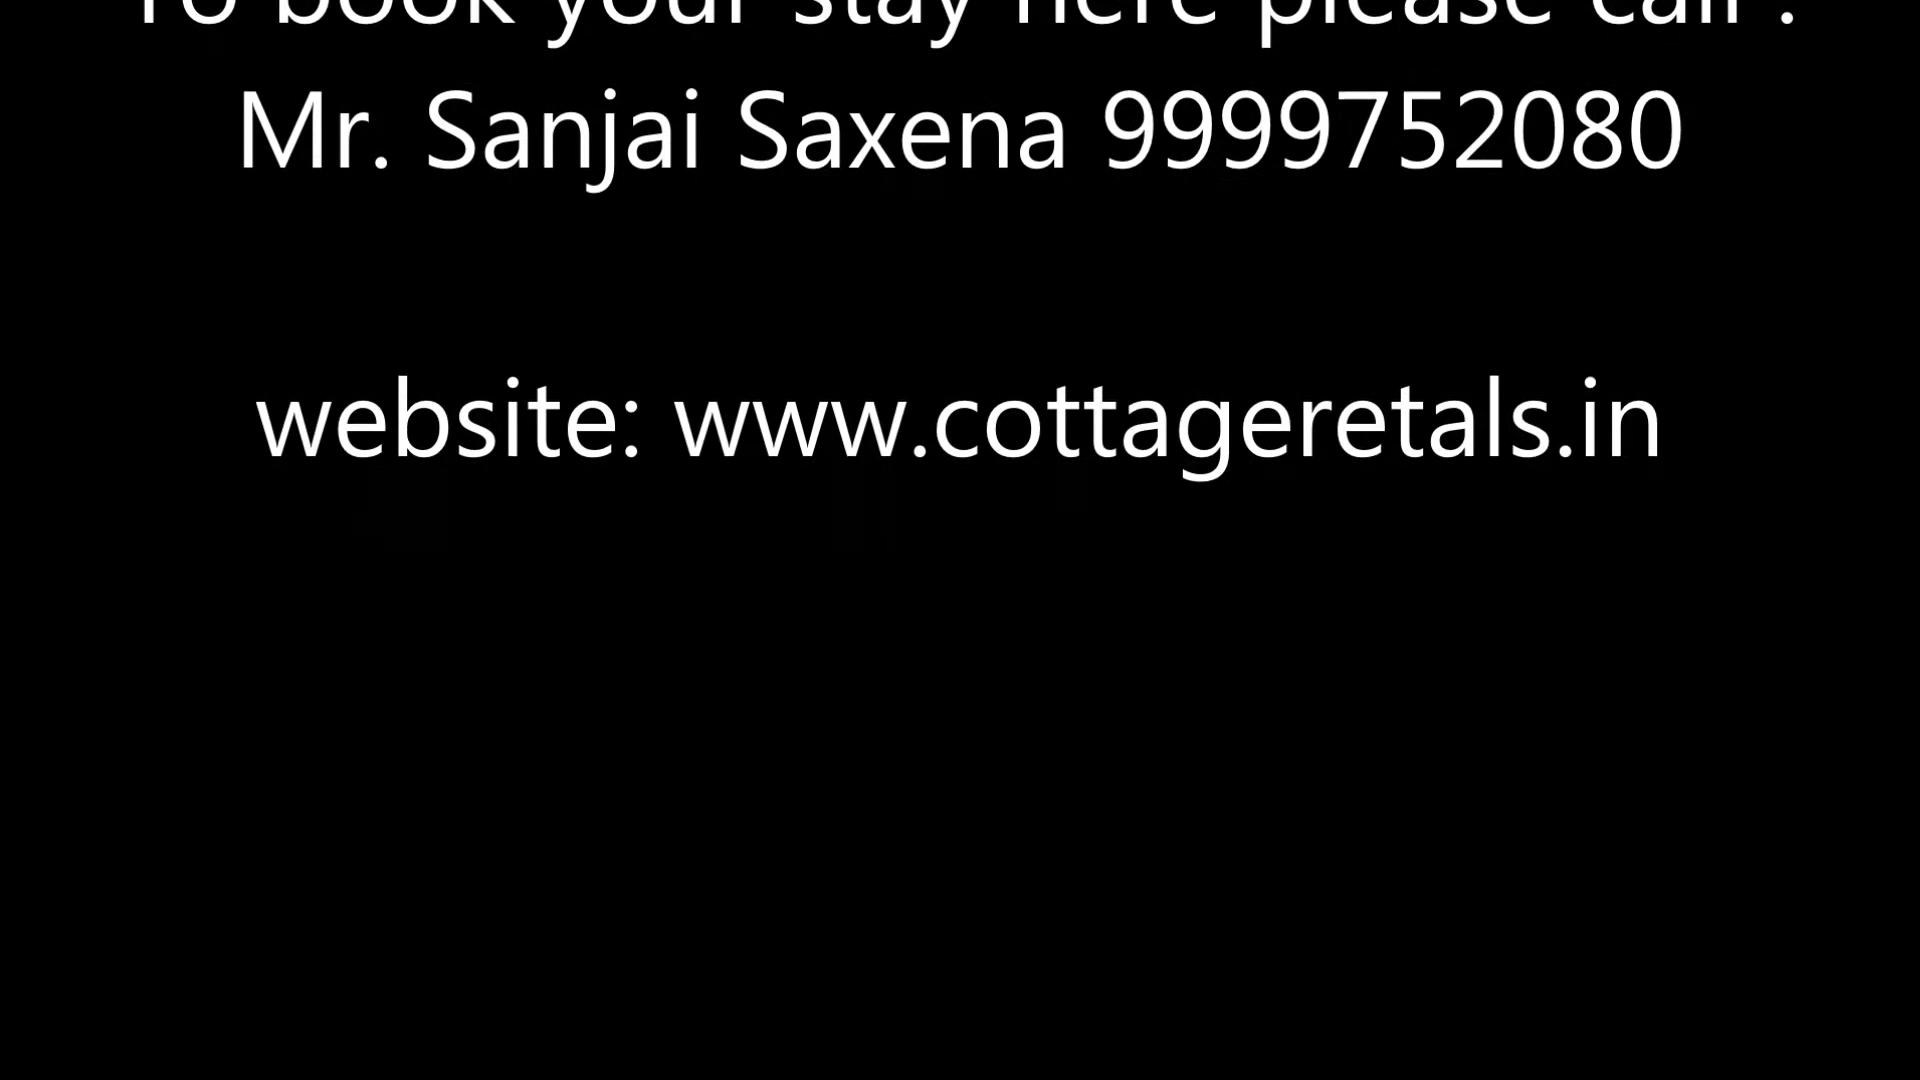 To book your stay here please call :
Mr. Sanjai Saxena 9999752080
website: www.cottageretals.in